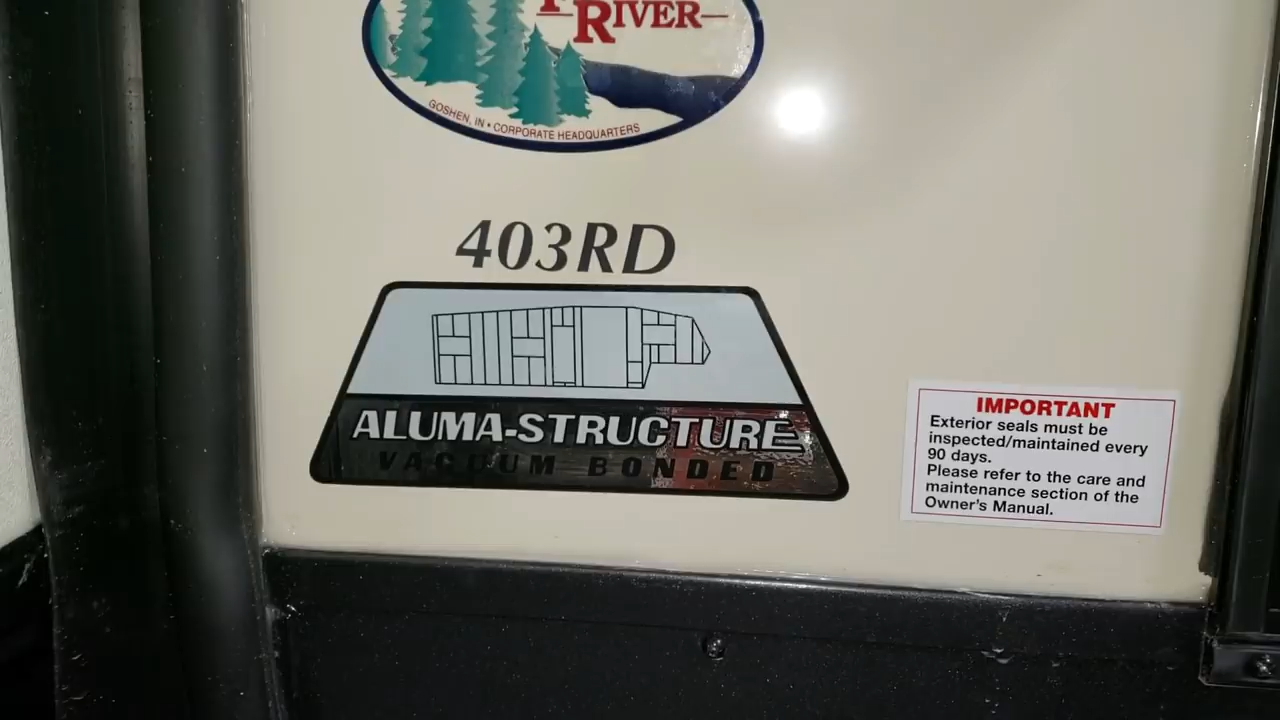 RIVER
GOSHEN, IN • CORPORATE HEADQUARTERS
403RD
ALUMA-STRUCTURE
VACUUM BONDED
IMPORTANT
Exterior seals must be
inspected/maintained every
90 days.
Please refer to the care and
maintenance section of the
Owner's Manual.